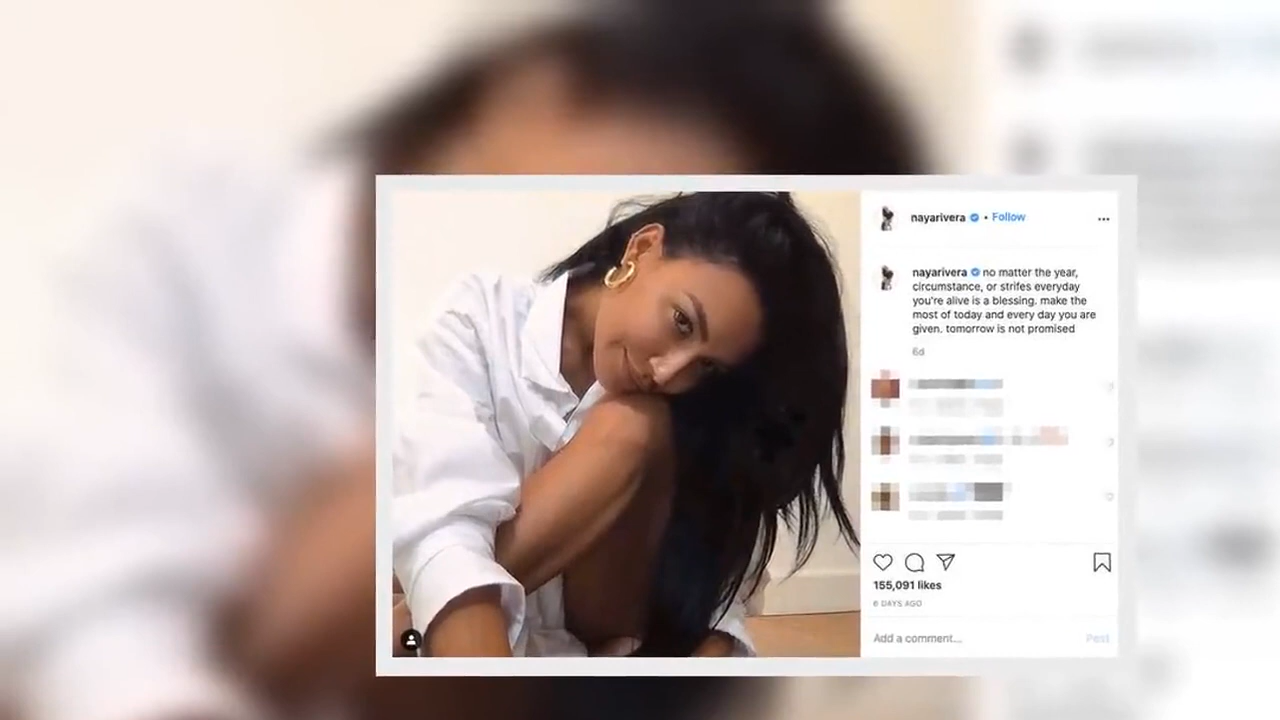 nayarivera • Follow
nayarivera no matter the year,
circumstance, or strifes everyday
you're alive is a blessing. make the
most of today and every day you are
given. tomorrow is not promised
6d
155,091 likes
6 DAYS AGO
Add a comment...
Post